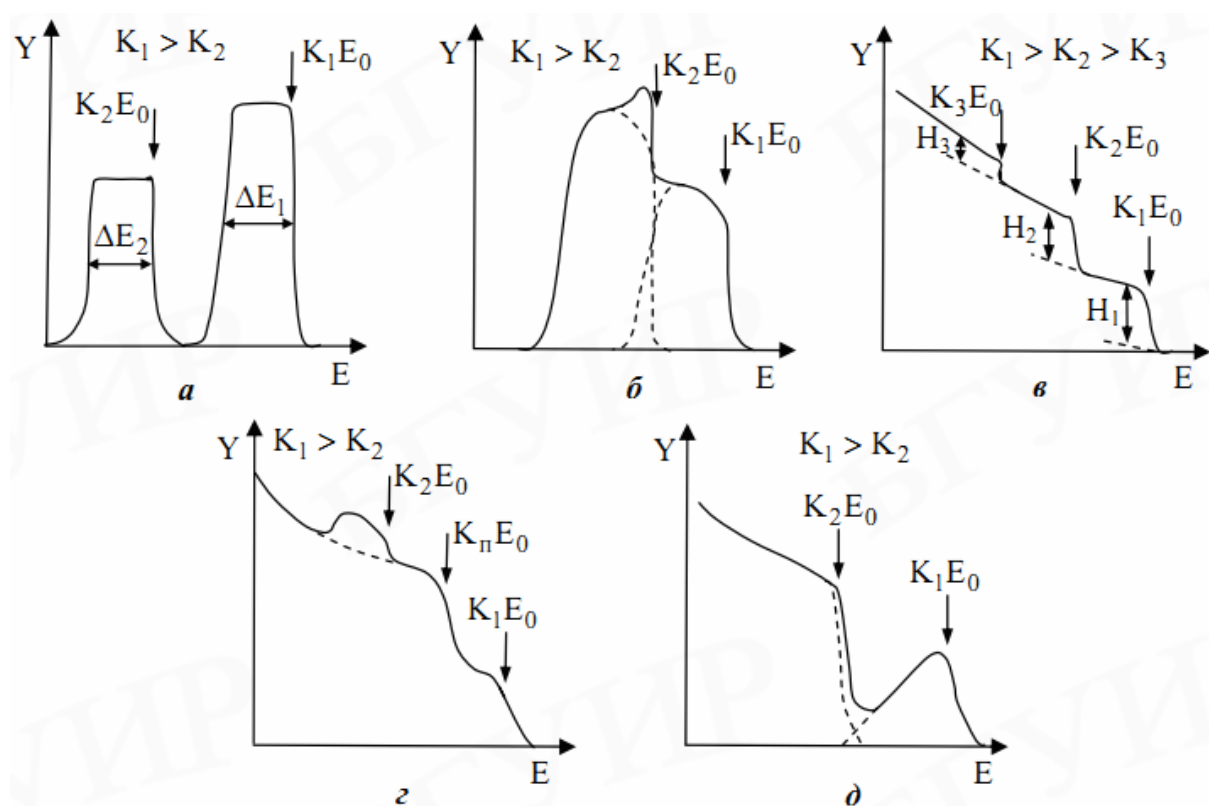 Y
K₁ > K₂
K₁E₀
K₂E₀
ΔE₁
ΔE₂
E
а
Y
K₁ > K₂
K₂E₀
K₁E₀
E
б
Y
K₁ > K₂ > K₃
K₃E₀
H₃
K₂E₀
H₂
K₁E₀
H₁
E
в
Y
K₁ > K₂
K₂E₀
KпE₀
K₁E₀
E
г
Y
K₁ > K₂
K₂E₀
K₁E₀
E
д
БГУИР